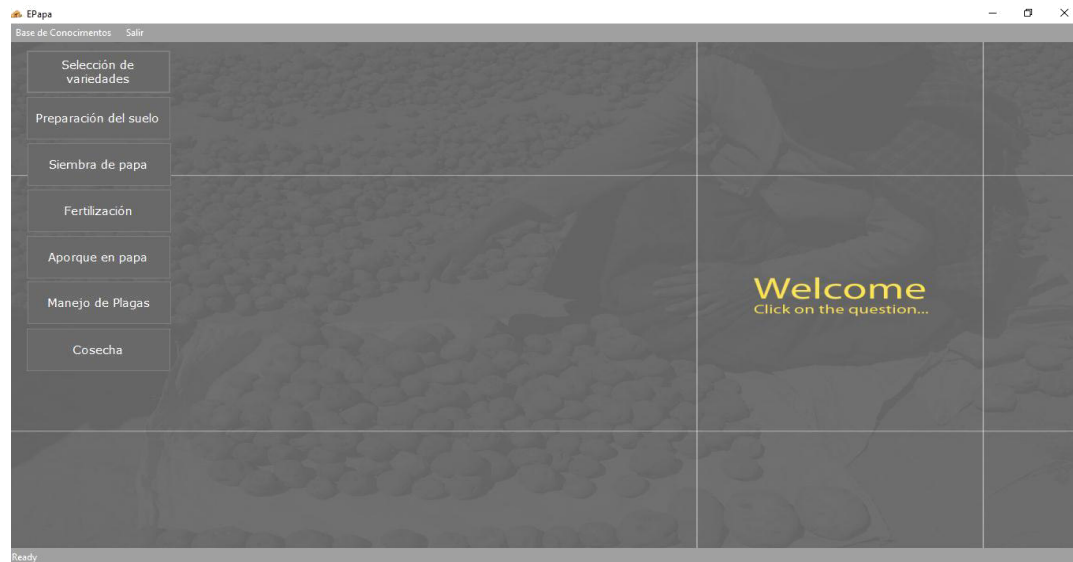 EPapa
Base de Conocimentos Salir
Selección de
variedades
Preparación del suelo
Siembra de papa
Fertilización
Aporque en papa
Manejo de Plagas
Cosecha
Welcome
Click on the question...
Ready